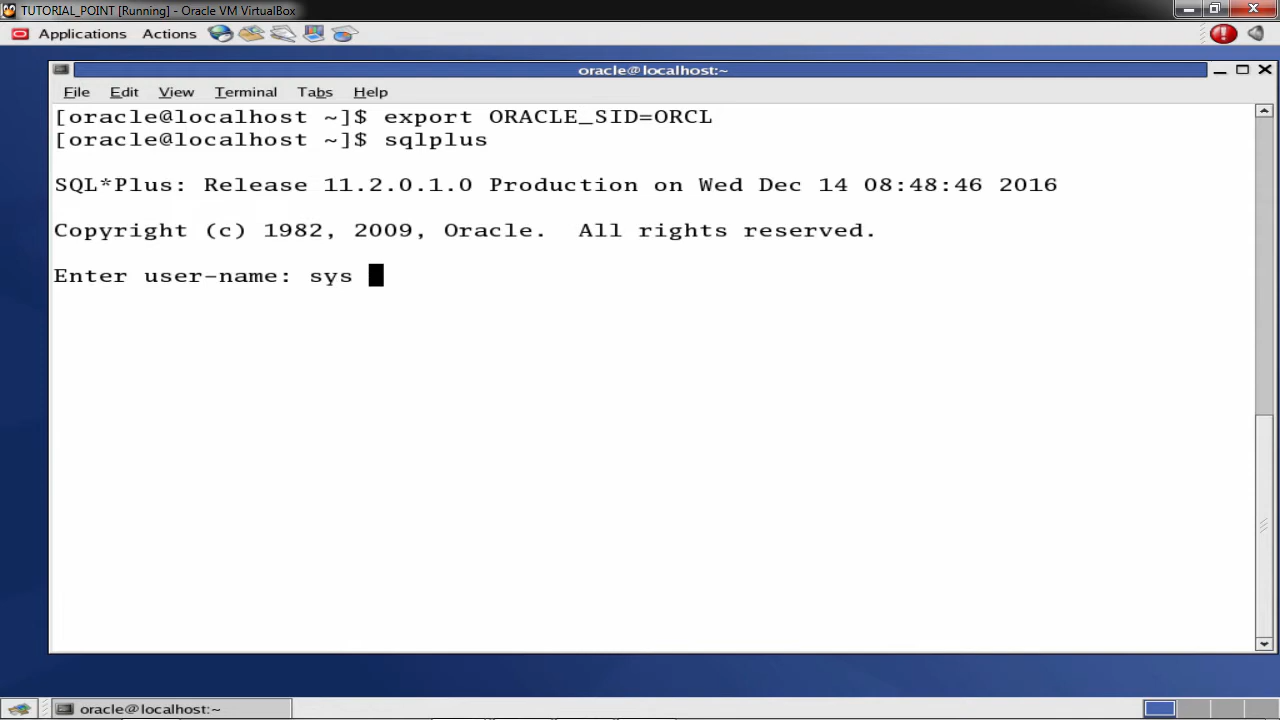 TUTORIAL_POINT [Running] - Oracle VM VirtualBox
Applications Actions
oracle@localhost:~
File Edit View Terminal Tabs Help
[oracle@localhost ~]$ export ORACLE_SID=ORCL
[oracle@localhost ~]$ sqlplus
SQL*Plus: Release 11.2.0.1.0 Production on Wed Dec 14 08:48:46 2016
Copyright (c) 1982, 2009, Oracle.  All rights reserved.
Enter user-name: sys
oracle@localhost:~